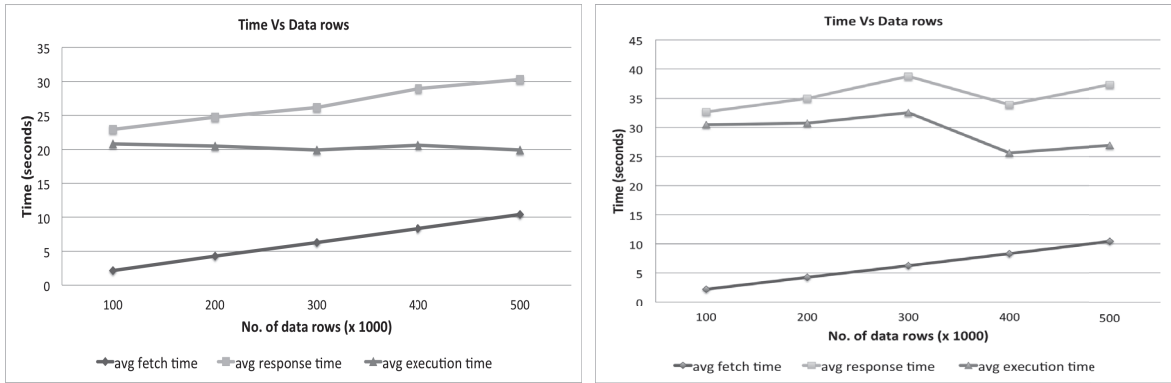 Time Vs Data rows
35
30
25
20
15
10
5
0
Time (seconds)
100 200 300 400 500
No. of data rows (x 1000)
avg fetch time avg response time avg execution time
Time Vs Data rows
45
40
35
30
25
20
15
10
5
0
Time (seconds)
100 200 300 400 500
No. of data rows (x 1000)
avg fetch time avg response time avg execution time